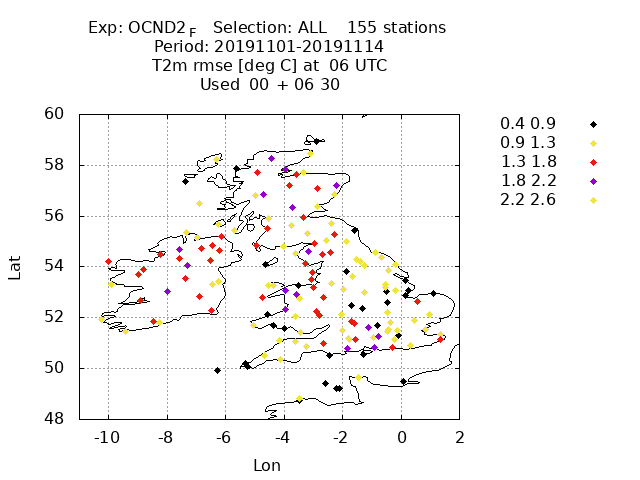 Exp: OCND2 F Selection: ALL 155 stations
Period: 20191101-20191114
T2m rmse [deg C] at 06 UTC
Used 00 + 06 30
60
58
56
54
52
50
48
-10 -8 -6 -4 -2 0 2
Lat
Lon
0.4 0.9
0.9 1.3
1.3 1.8
1.8 2.2
2.2 2.6